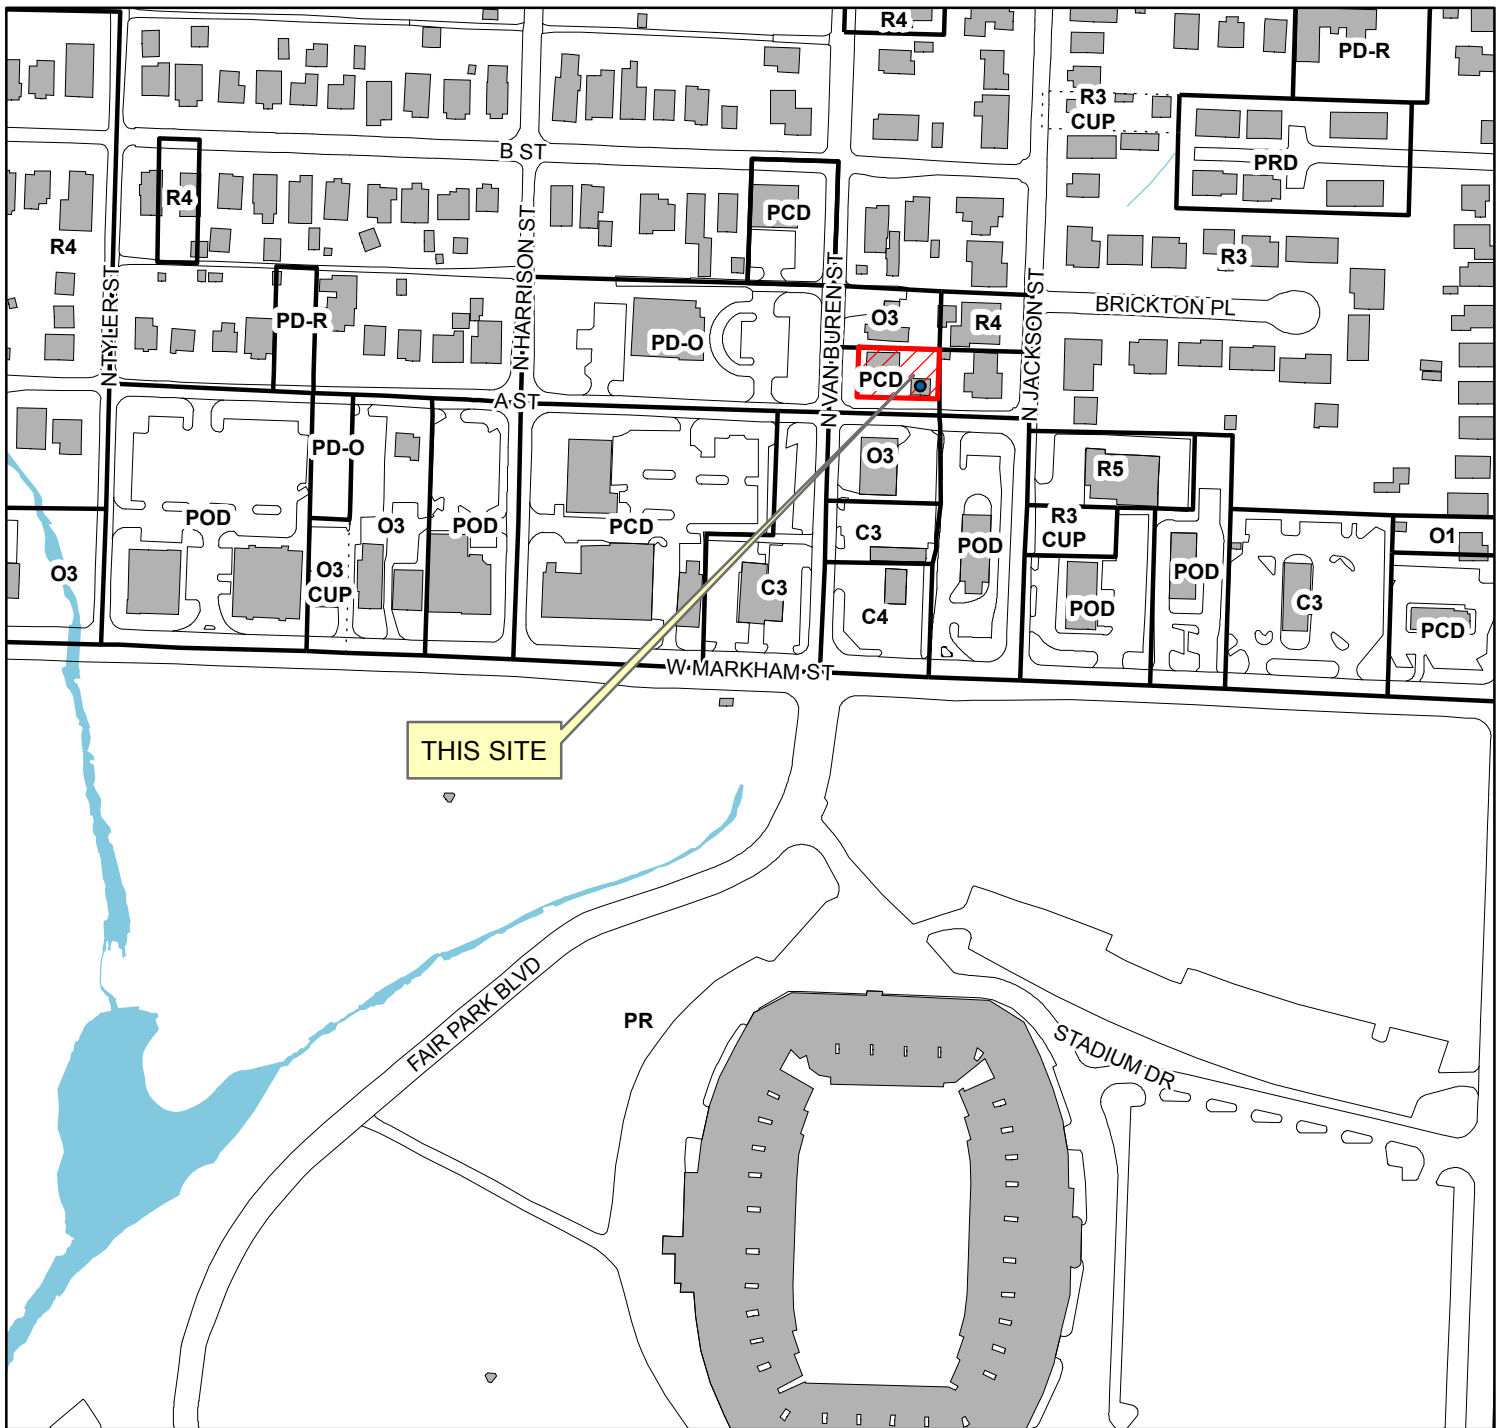 R4
PD-R
R3
CUP
B ST
PRD
R4
PCD
R4
N TYLER ST
N HARRISON ST
N VAN BUREN ST
N JACKSON ST
R3
BRICKTON PL
PD-R
PD-O
O3
R4
PCD
A ST
PD-O
O3
R5
POD
O3
POD
PCD
C3
POD
R3
CUP
O1
O3
O3
CUP
C3
C4
POD
POD
C3
PCD
W MARKHAM ST
THIS SITE
FAIR PARK BLVD
PR
STADIUM DR